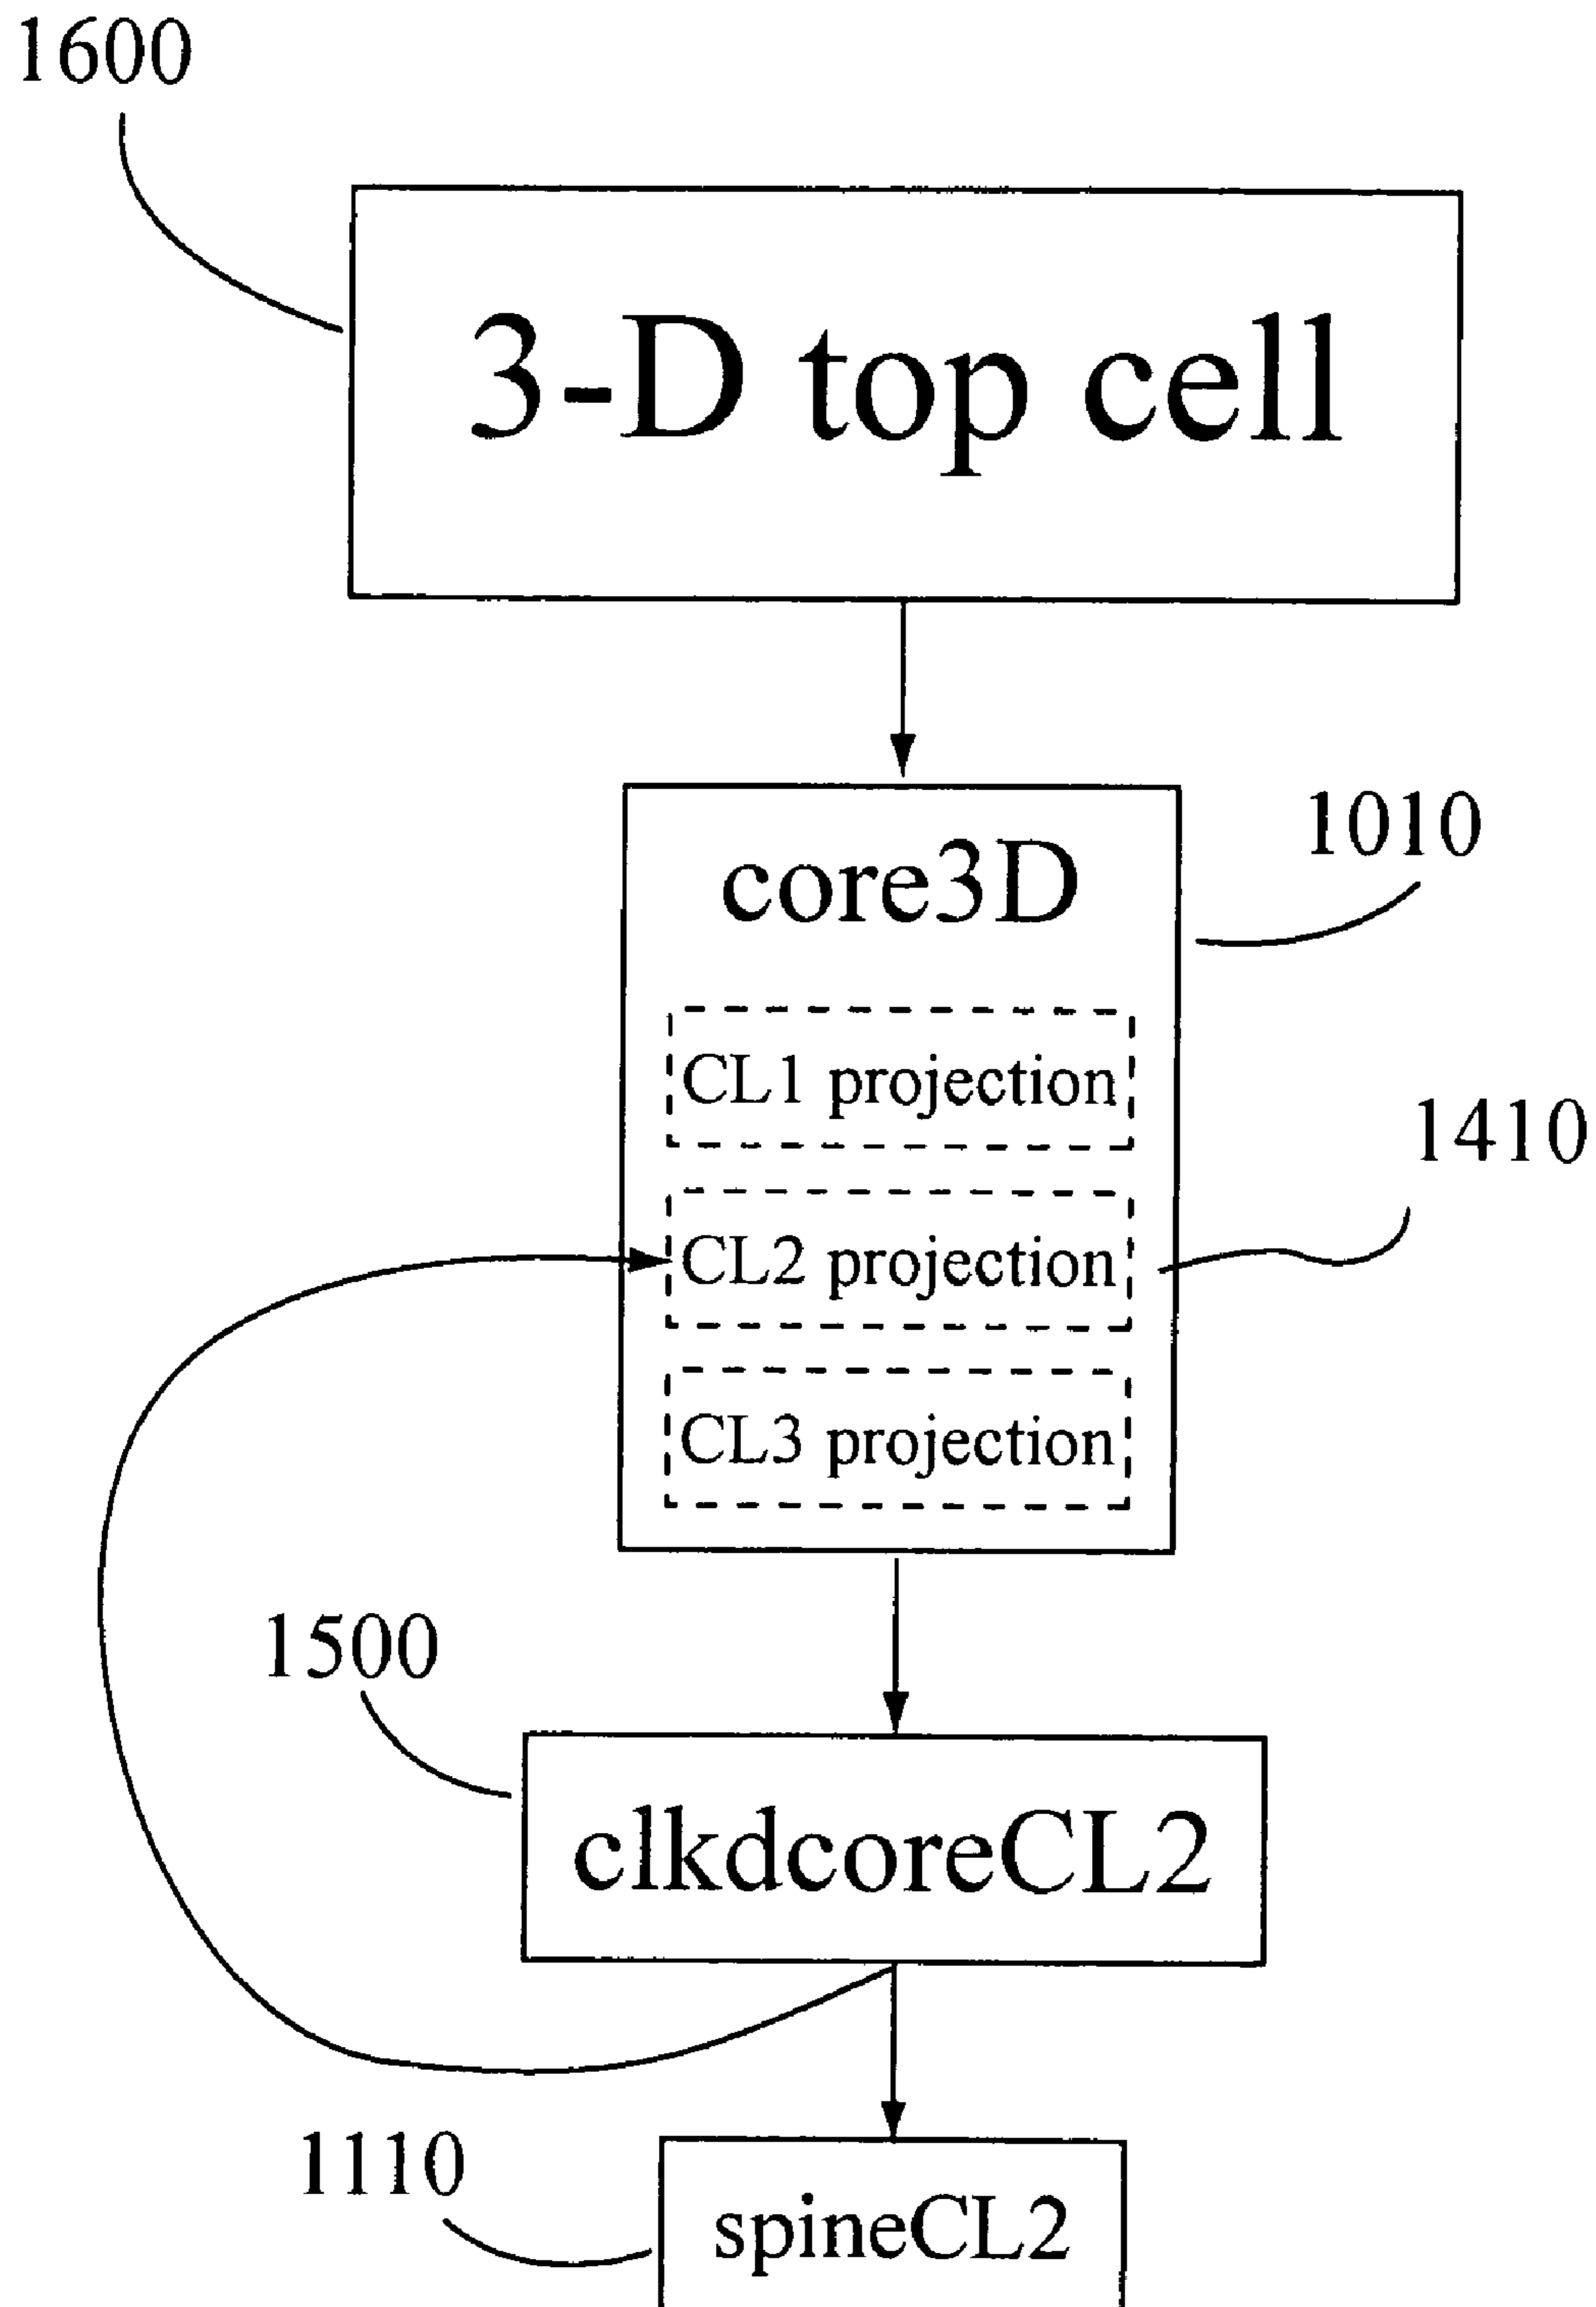 1600
3-D top cell
core3D
1010
CL1 projection
1410
CL2 projection
CL3 projection
1500
clkdcoreCL2
1110
spineCL2